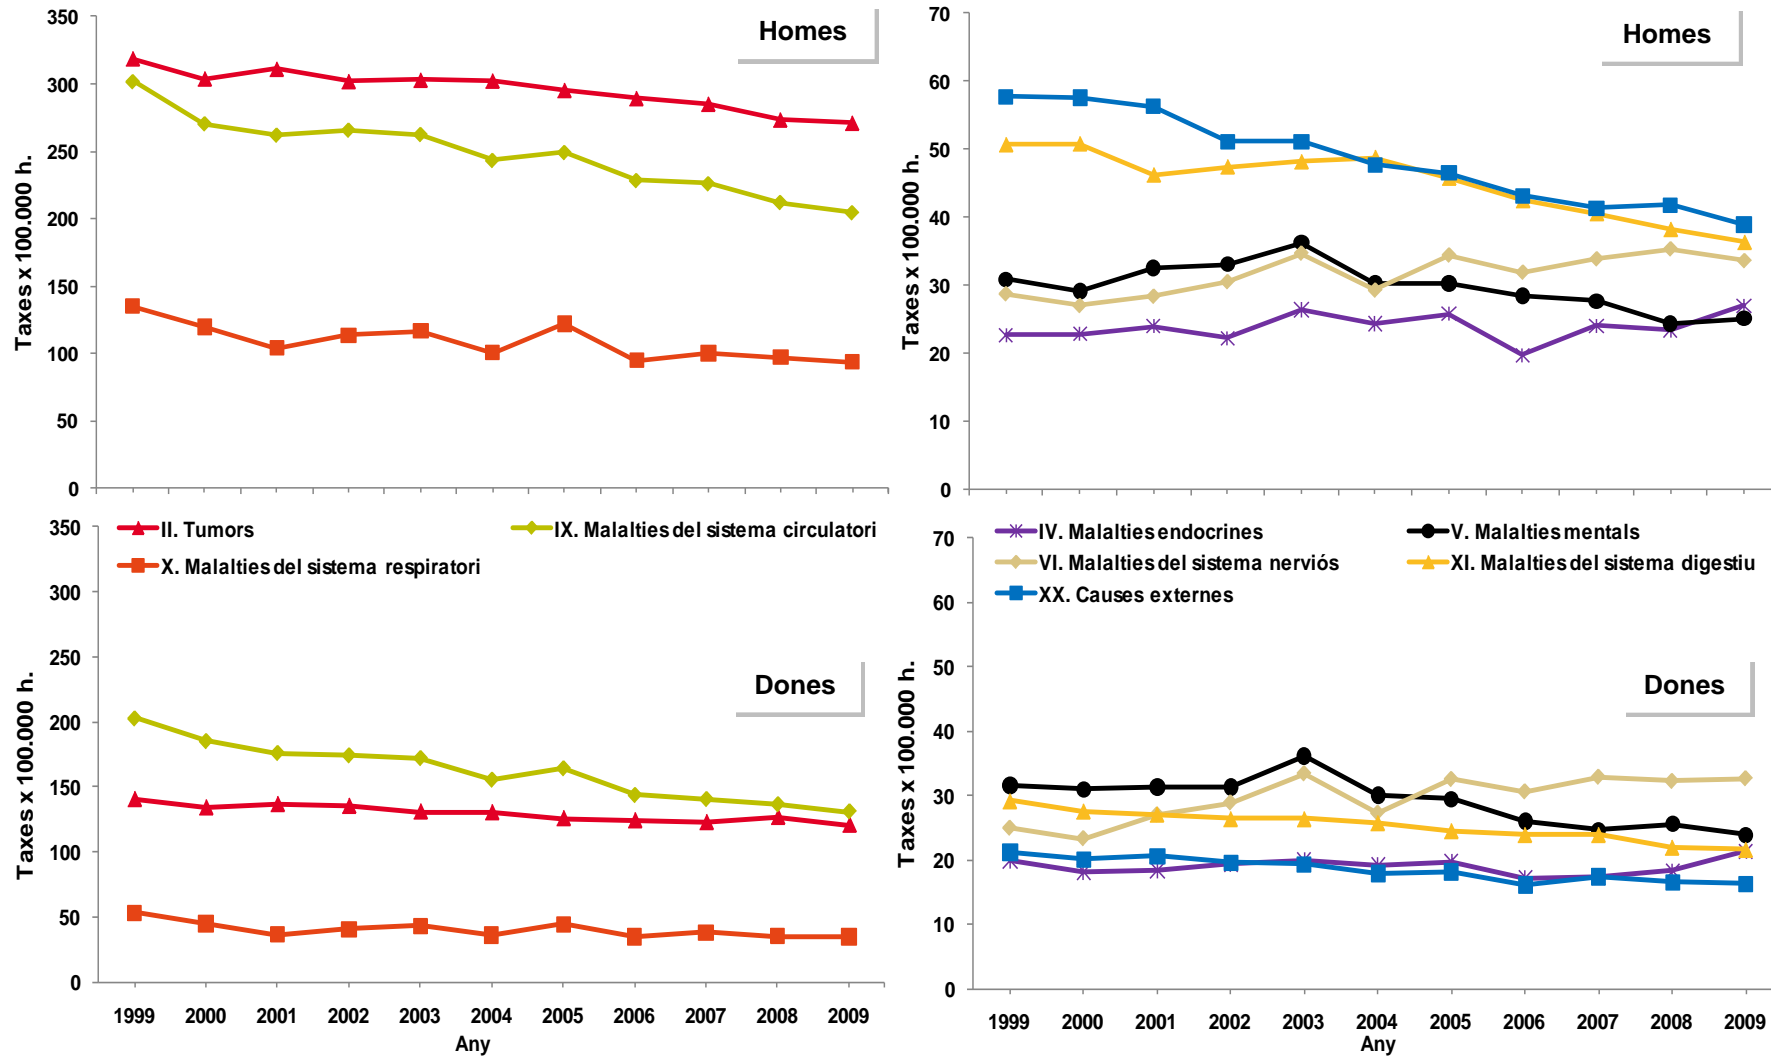 Homes
350
300
250
200
150
100
50
0
Taxes x 100.000 h.
Homes
70
60
50
40
30
20
10
0
Taxes x 100.000 h.
II. Tumors
IX. Malalties del sistema circulatori
X. Malalties del sistema respiratori
Dones
350
300
250
200
150
100
50
0
Taxes x 100.000 h.
1999 2000 2001 2002 2003 2004 2005 2006 2007 2008 2009
Any
IV. Malalties endocrines
V. Malalties mentals
VI. Malalties del sistema nerviós
XI. Malalties del sistema digestiu
XX. Causes externes
Dones
70
60
50
40
30
20
10
0
Taxes x 100.000 h.
1999 2000 2001 2002 2003 2004 2005 2006 2007 2008 2009
Any